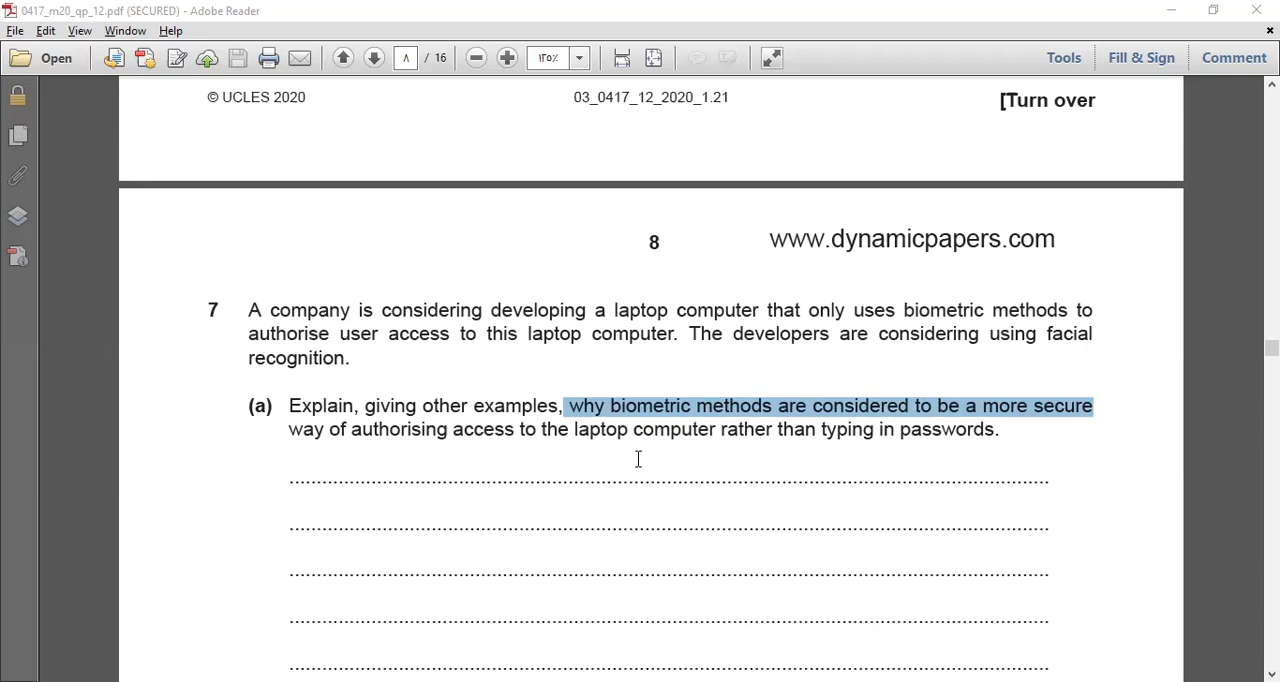 0417_m20_qp_12.pdf (SECURED) - Adobe Reader
File Edit View Window Help
Open ٨ / 16 ١٢٥٪ Tools Fill & Sign Comment
© UCLES 2020 03_0417_12_2020_1.21 [Turn over
8 www.dynamicpapers.com
7 A company is considering developing a laptop computer that only uses biometric methods to
authorise user access to this laptop computer. The developers are considering using facial
recognition.
(a) Explain, giving other examples, why biometric methods are considered to be a more secure
way of authorising access to the laptop computer rather than typing in passwords.